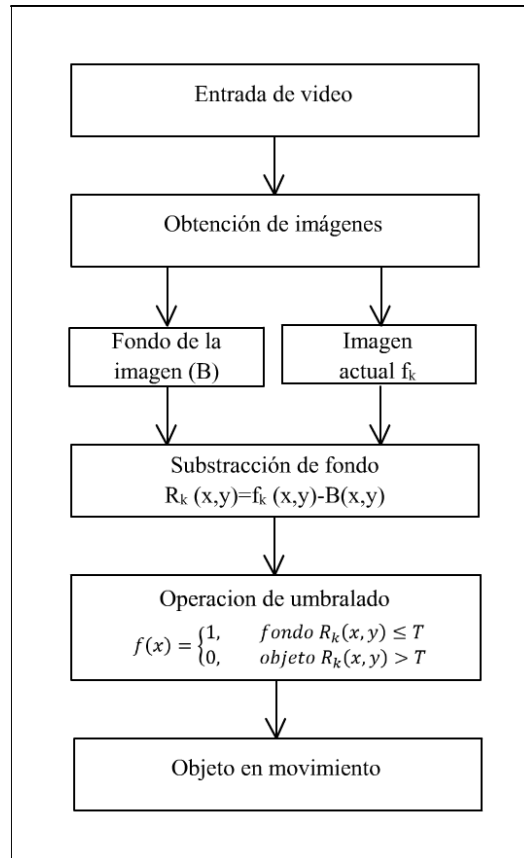 Entrada de video
Obtención de imágenes
Fondo de la
imagen (B)
Imagen
actual fₖ
Substracción de fondo
Rₖ (x,y)=fₖ (x,y)-B(x,y)
Operacion de umbralado
f(x) = {1, fondo Rₖ(x, y) ≤ T
0, objeto Rₖ(x, y) > T
Objeto en movimiento